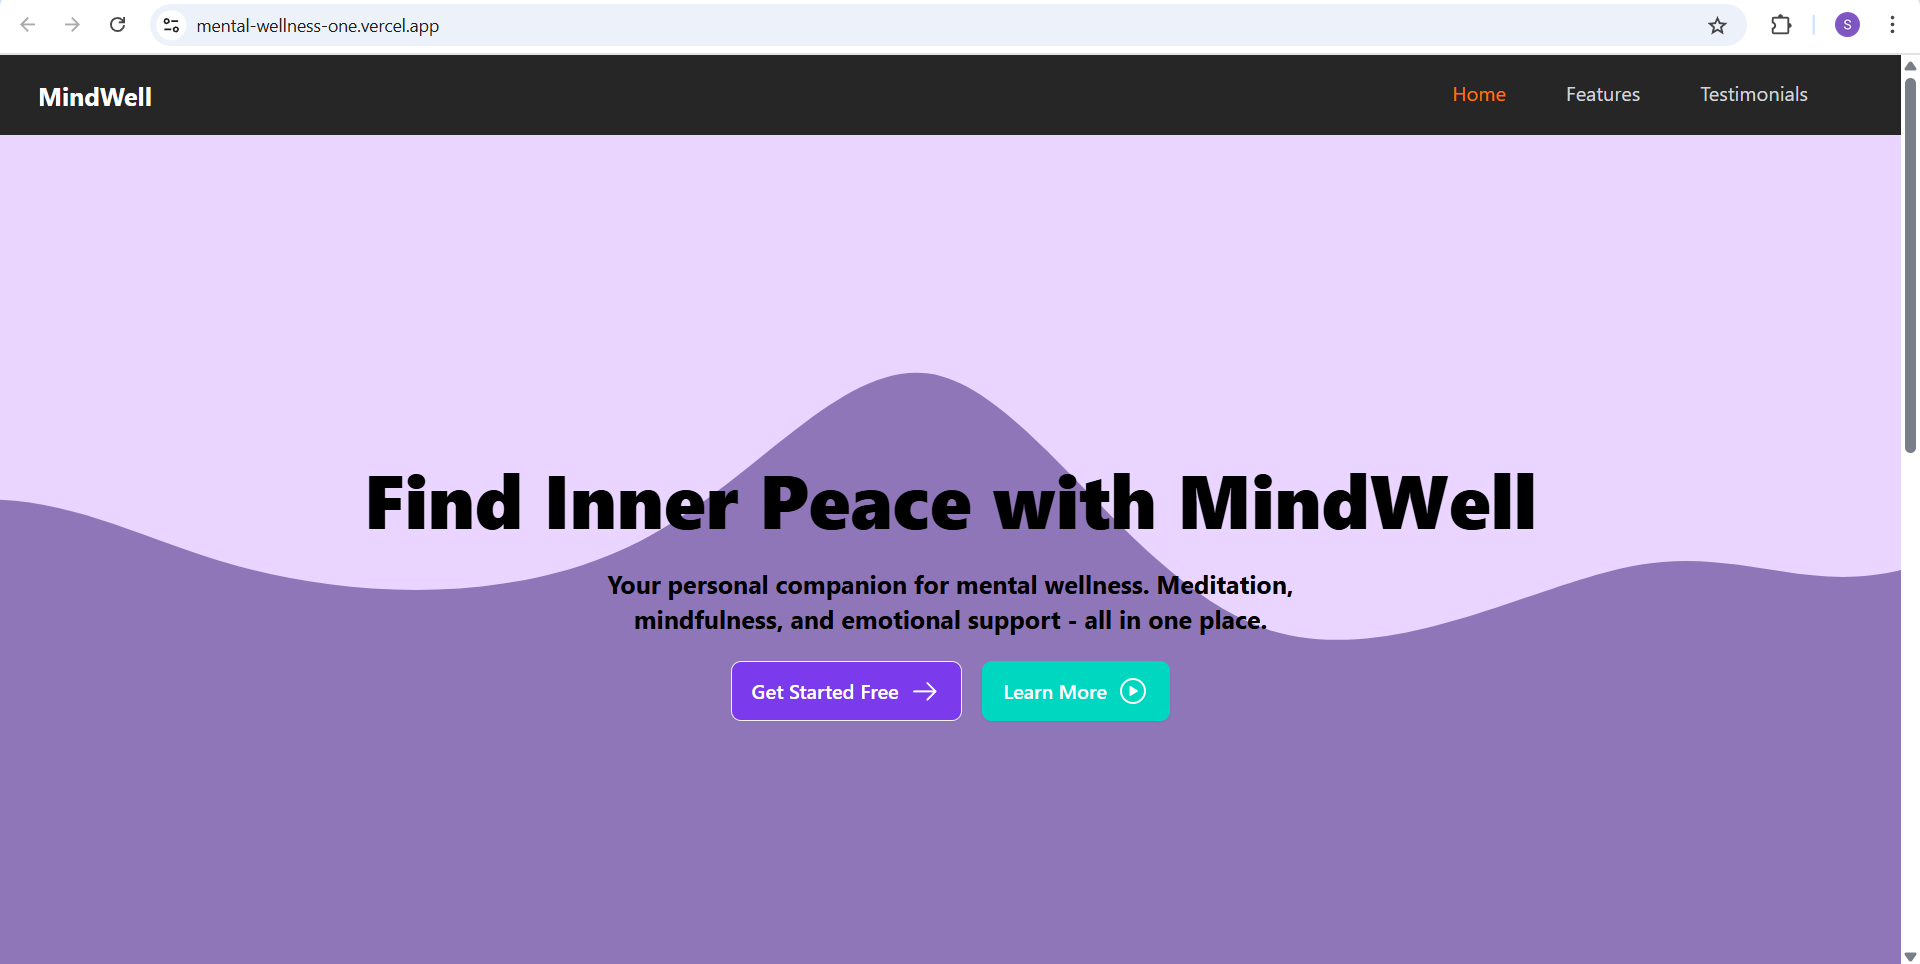 mental-wellness-one.vercel.app
S
MindWell
Home
Features
Testimonials
Find Inner Peace with MindWell
Your personal companion for mental wellness. Meditation,
mindfulness, and emotional support - all in one place.
Get Started Free
Learn More